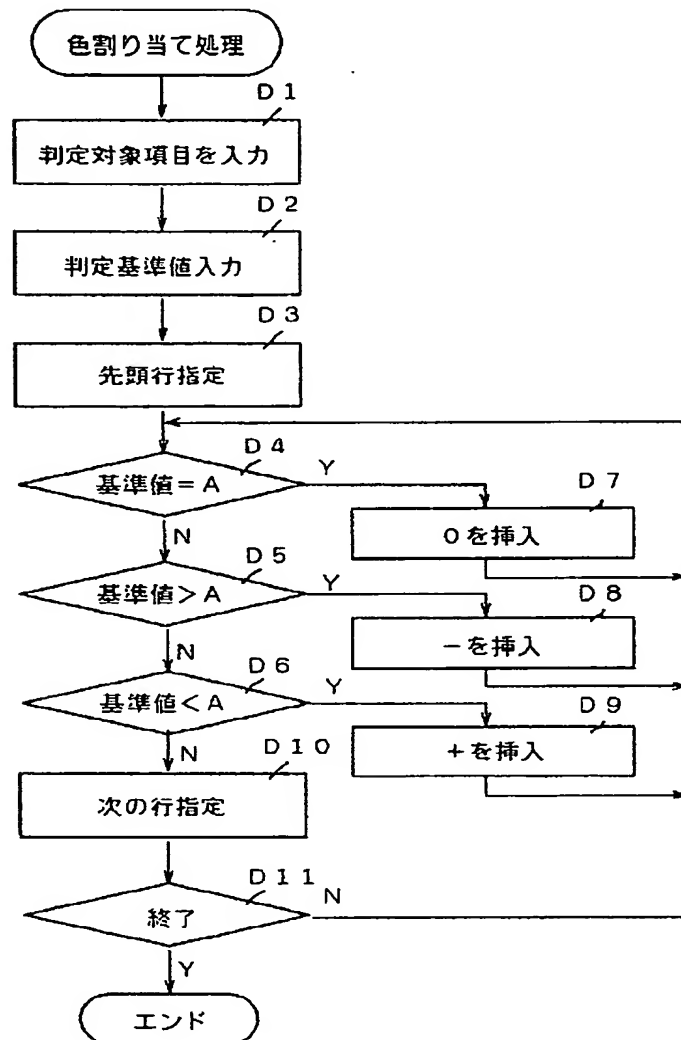 色割り当て処理
D1
判定対象項目を入力
D2
判定基準値入力
D3
先頭行指定
D4
基準値=A
Y
D7
0を挿入
N
D5
基準値>A
Y
D8
−を挿入
N
D6
基準値<A
Y
D9
+を挿入
N
D10
次の行指定
D11
終了
N
Y
エンド